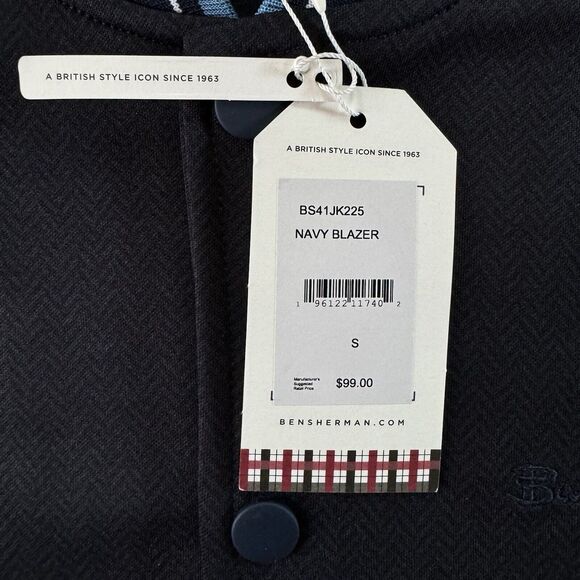 A BRITISH STYLE ICON SINCE 1963
A BRITISH STYLE ICON SINCE 1963
BS41JK225
NAVY BLAZER
1 96122 11740 2
S
Manufacturer's
Suggested
Retail Price
$99.00
BENSHERMAN.COM